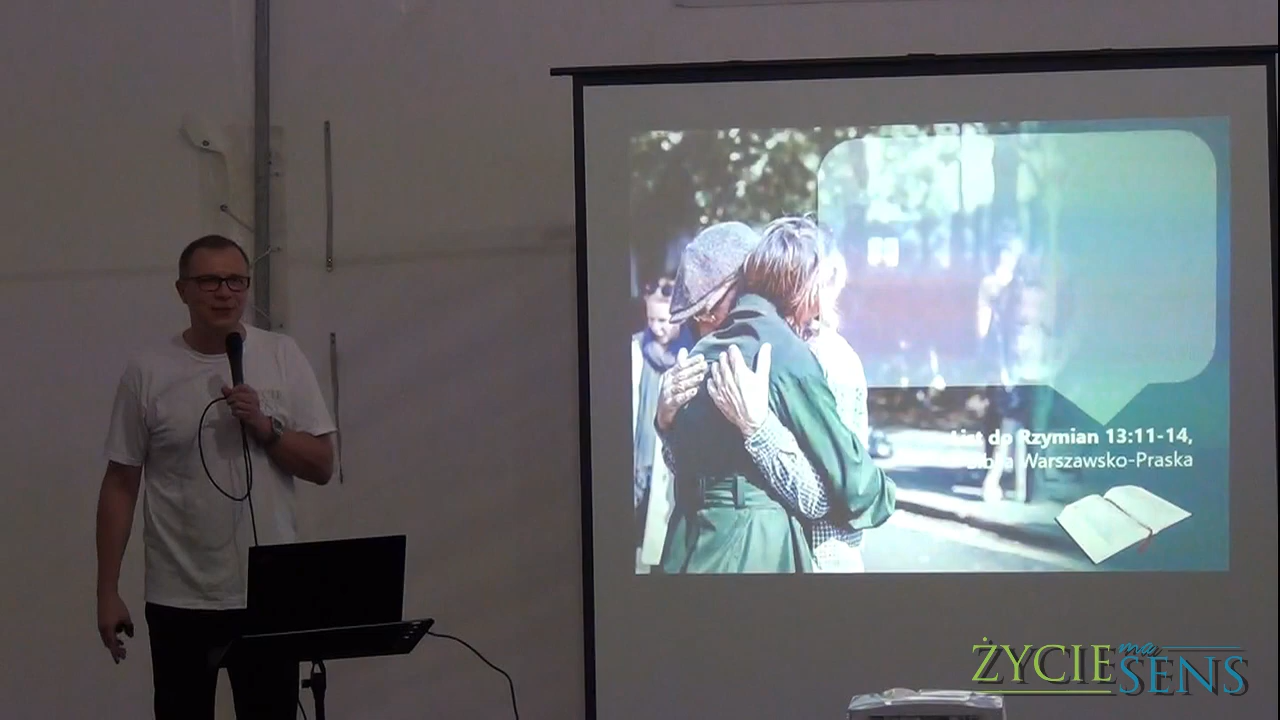 List do Rzymian 13:11-14,
Warszawsko-Praska
ŻYCIE ma SENS